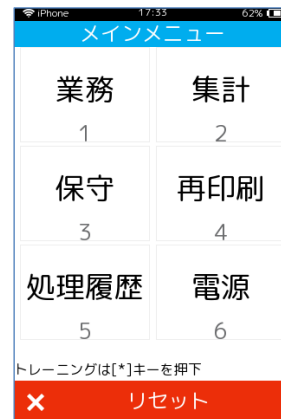 iPhone 17:33 62%
メインメニュー
業務 集計
1 2
保守 再印刷
3 4
処理履歴 電源
5 6
トレーニングは[*]キーを押下
× リセット